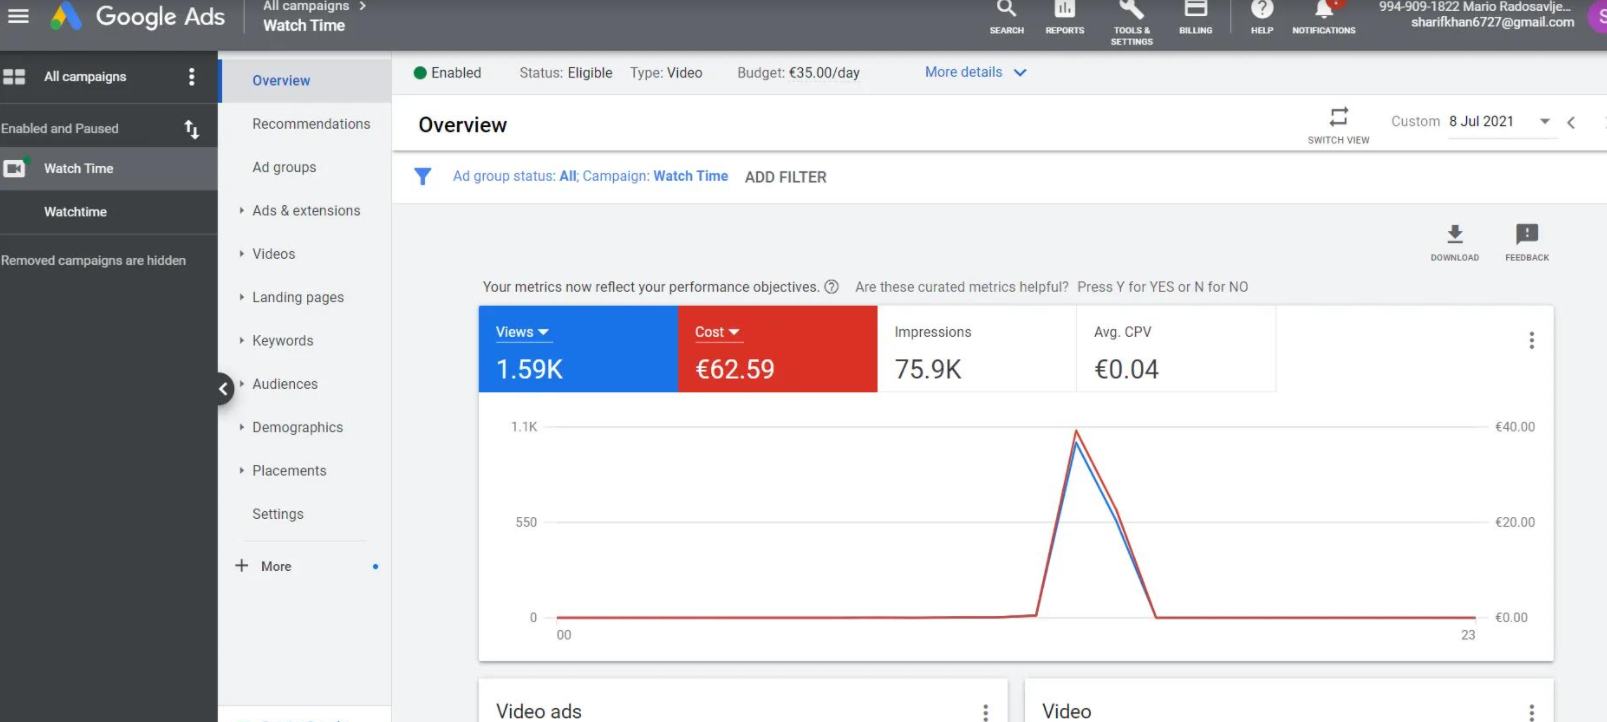 Google Ads
All campaigns
Watch Time
SEARCH
REPORTS
TOOLS & SETTINGS
BILLING
HELP
NOTIFICATIONS
994-909-1822 Mario Radosavlje...
sharifkhan6727@gmail.com
S
All campaigns
Enabled and Paused
Watch Time
Watchtime
Removed campaigns are hidden
Overview
Recommendations
Ad groups
Ads & extensions
Videos
Landing pages
Keywords
Audiences
Demographics
Placements
Settings
+ More
Enabled Status: Eligible Type: Video Budget: €35.00/day More details
Overview
SWITCH VIEW
Custom 8 Jul 2021
Ad group status: All; Campaign: Watch Time ADD FILTER
DOWNLOAD
FEEDBACK
Your metrics now reflect your performance objectives. Are these curated metrics helpful? Press Y for YES or N for NO
Views Cost Impressions Avg. CPV
1.59K €62.59 75.9K €0.04
1.1K €40.00
550 €20.00
0 €0.00
00 23
Video ads
Video